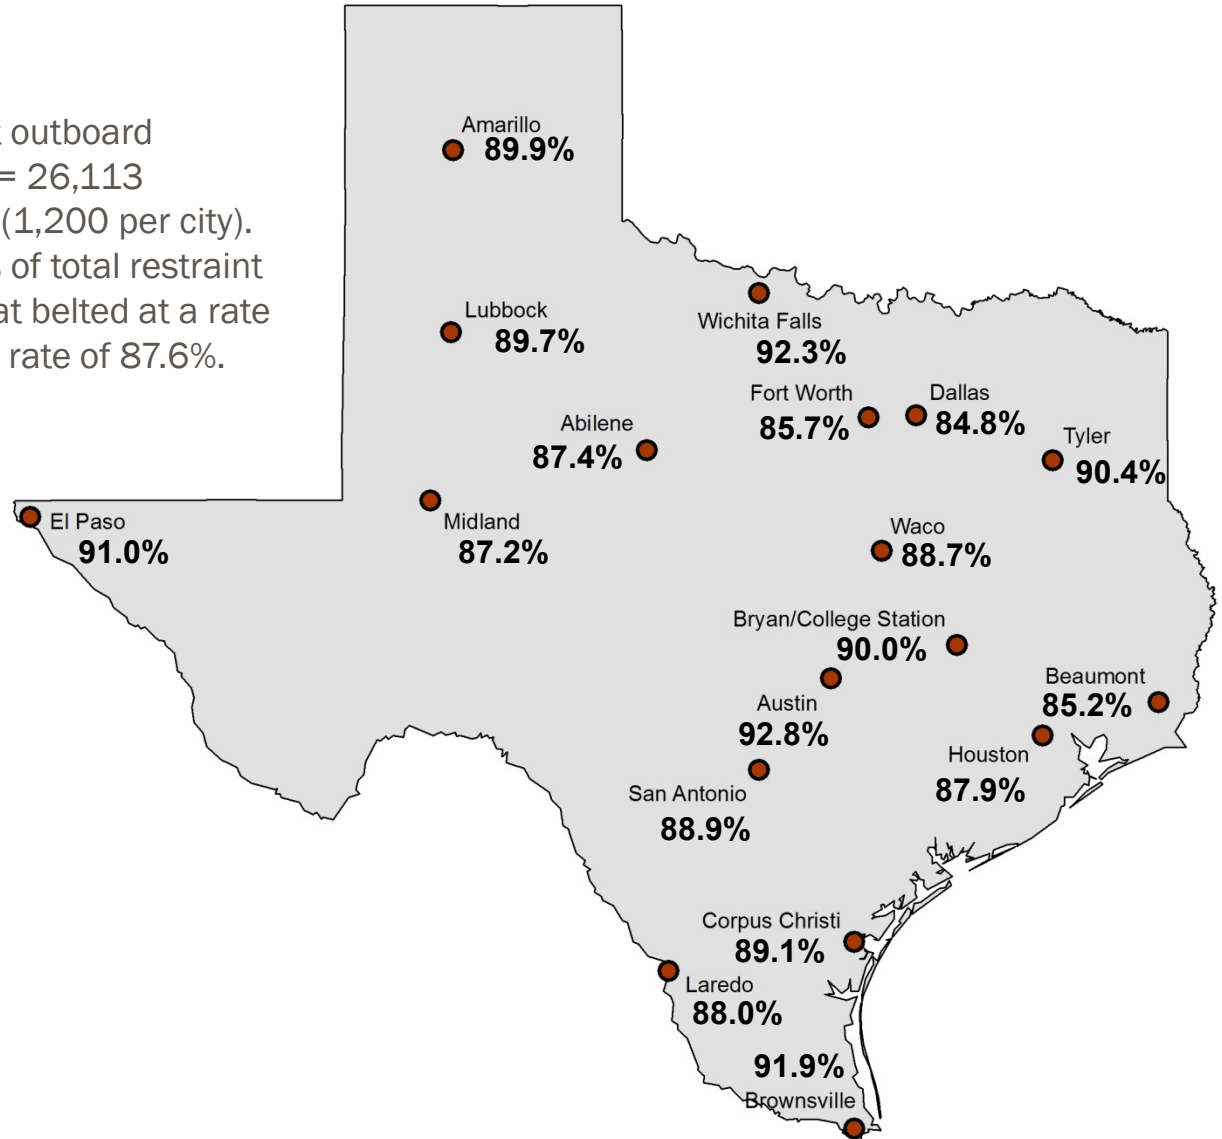 outboard
= 26,113
(1,200 per city).
of total restraint
belted at a rate
rate of 87.6%.
Amarillo
89.9%
Lubbock
89.7%
Wichita Falls
92.3%
Fort Worth
85.7%
Dallas
84.8%
Abilene
87.4%
Tyler
90.4%
El Paso
91.0%
Midland
87.2%
Waco
88.7%
Bryan/College Station
90.0%
Austin
92.8%
Beaumont
85.2%
Houston
87.9%
San Antonio
88.9%
Corpus Christi
89.1%
Laredo
88.0%
91.9%
Brownsville